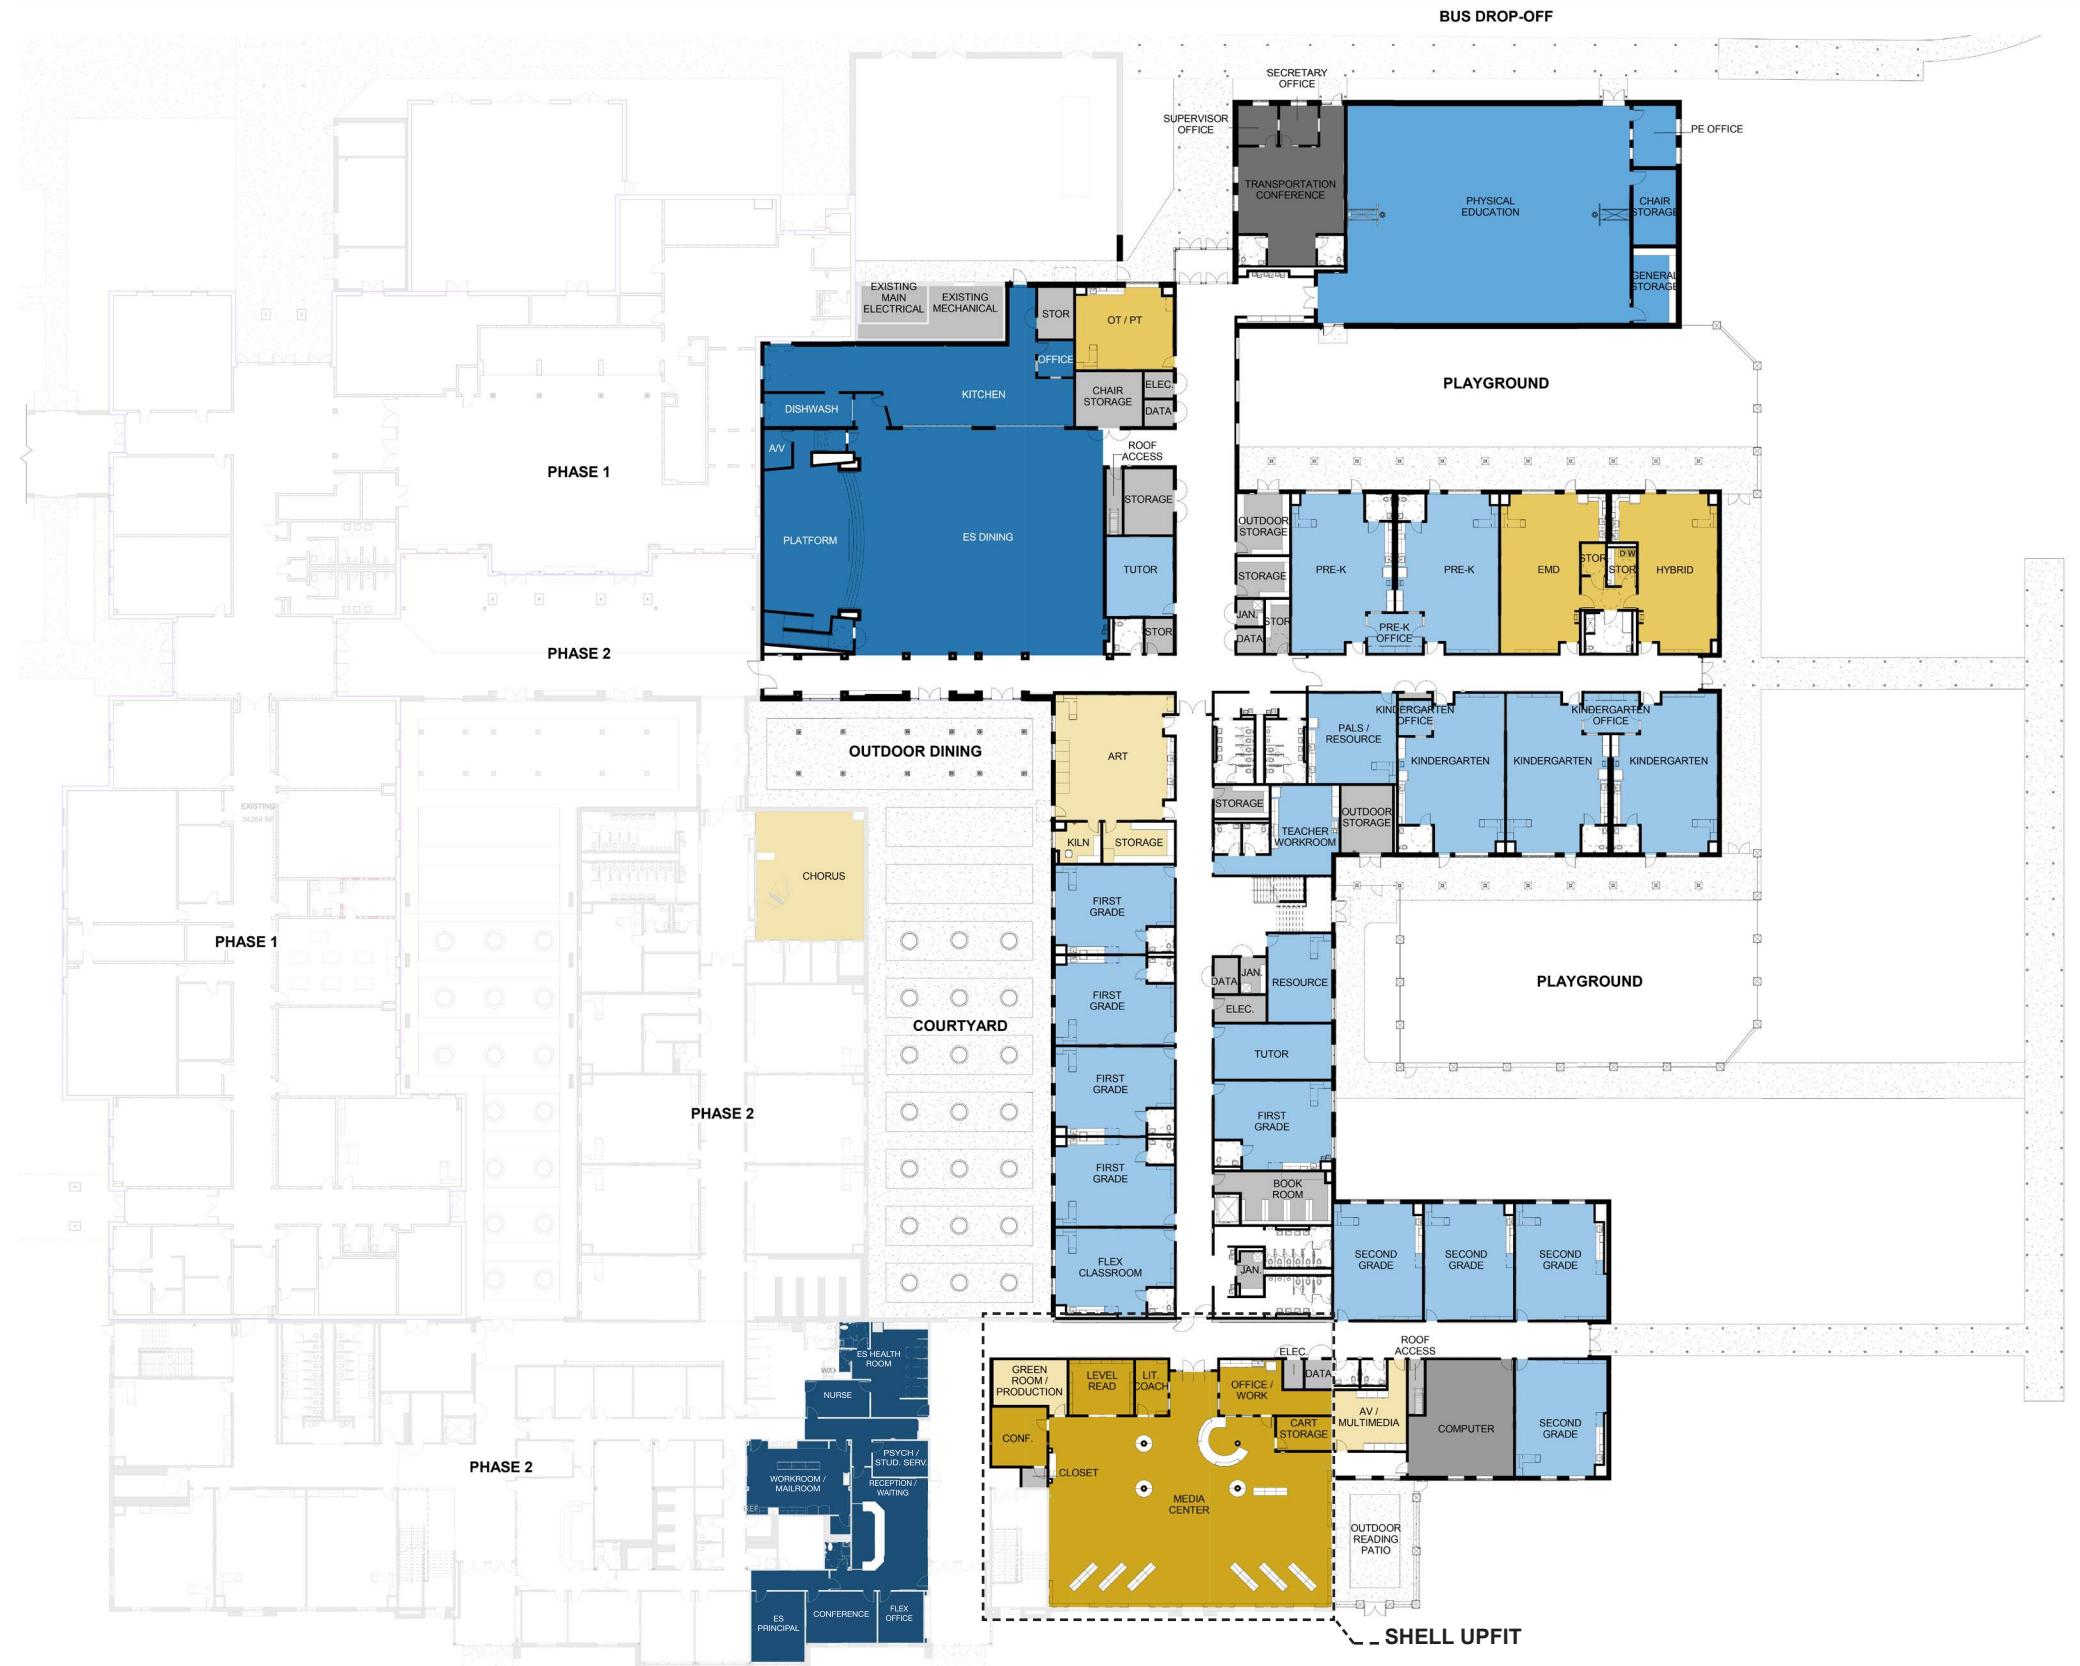 BUS DROP-OFF
SECRETARY
OFFICE
SUPERVISOR
OFFICE
PE OFFICE
TRANSPORTATION
CONFERENCE
PHYSICAL
EDUCATION
CHAIR
STORAGE
GENERAL
STORAGE
EXISTING
MAIN
ELECTRICAL
EXISTING
MECHANICAL
STOR
OT / PT
OFFICE
KITCHEN
CHAIR
STORAGE
ELEC.
DATA
DISHWASH
A/V
ROOF
ACCESS
PLAYGROUND
PHASE 1
STORAGE
PLATFORM
ES DINING
TUTOR
STOR
OUTDOOR
STORAGE
STORAGE
JAN.
STOR
DATA
PRE-K
PRE-K
PRE-K
OFFICE
EMD
STOR
D W
STOR
HYBRID
PHASE 2
OUTDOOR DINING
ART
KILN
STORAGE
PALS /
RESOURCE
KINDERGARTEN
OFFICE
KINDERGARTEN
OFFICE
KINDERGARTEN
KINDERGARTEN
KINDERGARTEN
STORAGE
TEACHER
WORKROOM
OUTDOOR
STORAGE
EXISTING
34264 SF
CHORUS
FIRST
GRADE
PHASE 1
FIRST
GRADE
COURTYARD
DATA
JAN.
RESOURCE
ELEC.
PLAYGROUND
TUTOR
FIRST
GRADE
PHASE 2
FIRST
GRADE
FIRST
GRADE
BOOK
ROOM
FLEX
CLASSROOM
JAN.
SECOND
GRADE
SECOND
GRADE
SECOND
GRADE
ES HEALTH
ROOM
W/D
NURSE
GREEN
ROOM /
PRODUCTION
LEVEL
READ
LIT.
COACH
OFFICE /
WORK
ELEC.
DATA
ROOF
ACCESS
AV /
MULTIMEDIA
COMPUTER
SECOND
GRADE
CONF.
CART
STORAGE
CLOSET
MEDIA
CENTER
PHASE 2
PSYCH /
STUD. SERV.
WORKROOM /
MAILROOM
RECEPTION /
WAITING
REF.
OUTDOOR
READING
PATIO
ES
PRINCIPAL
CONFERENCE
FLEX
OFFICE
SHELL UPFIT